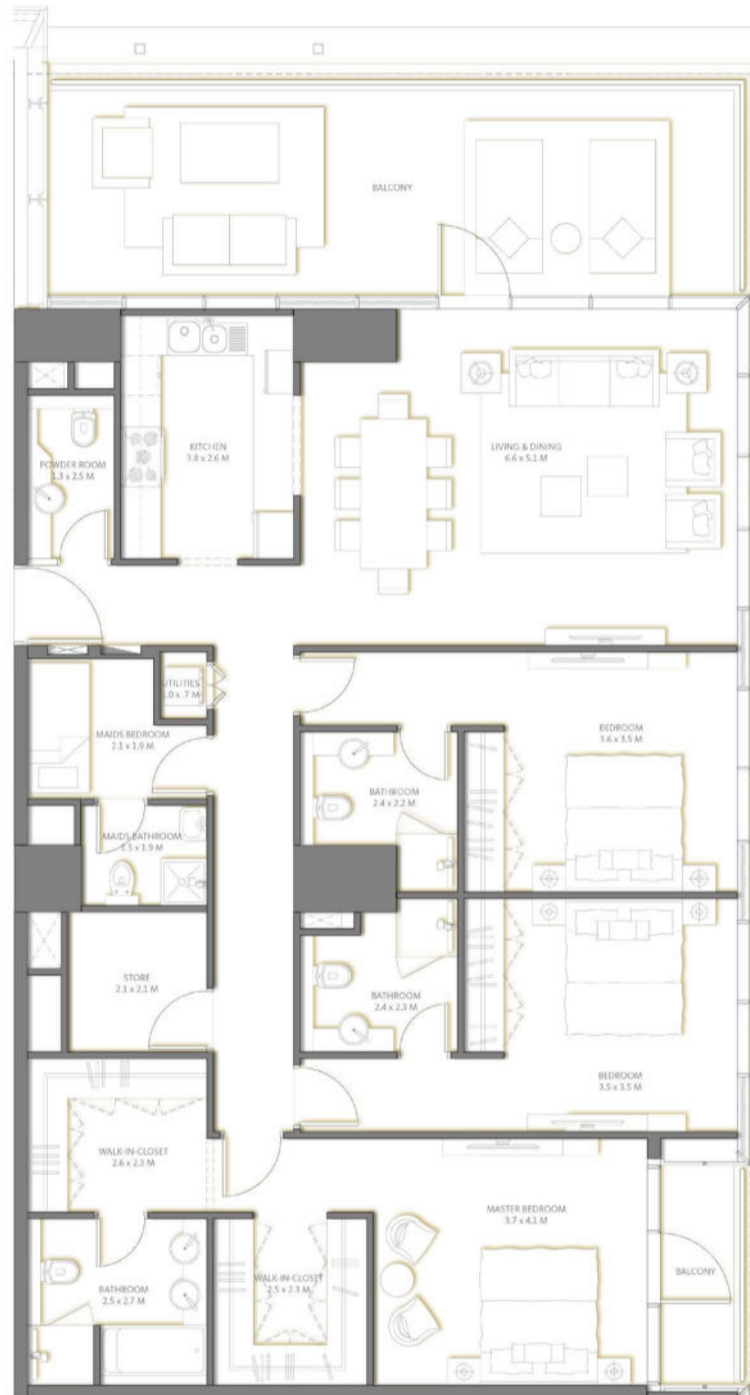 BALCONY
KITCHEN
3.8 x 2.6 M
LIVING & DINING
6.6 x 5.1 M
POWDER ROOM
1.3 x 2.5 M
UTILITIES
1.0 x .7 M
MAIDS BEDROOM
2.1 x 1.9 M
BEDROOM
3.6 x 3.5 M
BATHROOM
2.4 x 2.2 M
MAIDS BATHROOM
1.5 x 1.9 M
STORE
2.1 x 2.1 M
BATHROOM
2.4 x 2.3 M
BEDROOM
3.5 x 3.5 M
WALK-IN-CLOSET
2.6 x 2.3 M
MASTER BEDROOM
3.7 x 4.1 M
BALCONY
WALK-IN-CLOSET
2.5 x 2.3 M
BATHROOM
2.5 x 2.7 M